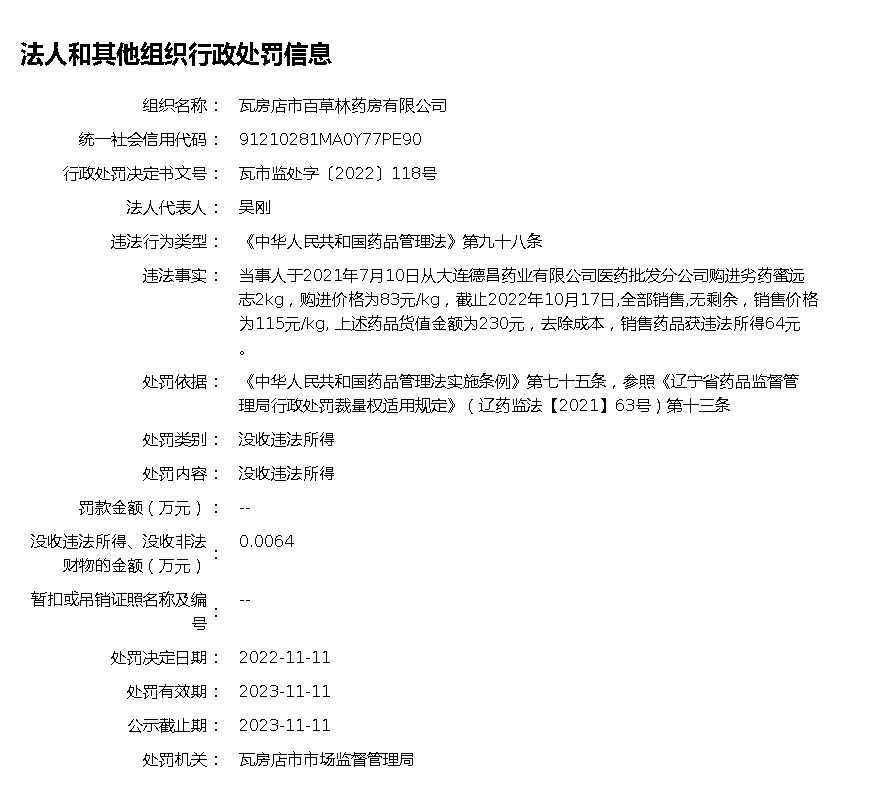 法人和其他组织行政处罚信息
组织名称： 瓦房店市百草林药房有限公司
统一社会信用代码： 91210281MA0Y77PE90
行政处罚决定书文号： 瓦市监处字〔2022〕118号
法人代表人： 吴刚
违法行为类型： 《中华人民共和国药品管理法》第九十八条
违法事实： 当事人于2021年7月10日从大连德昌药业有限公司医药批发分公司购进劣药蜜远
志2kg，购进价格为83元/kg，截止2022年10月17日,全部销售,无剩余，销售价格
为115元/kg, 上述药品货值金额为230元，去除成本，销售药品获违法所得64元
。
处罚依据： 《中华人民共和国药品管理法实施条例》第七十五条，参照《辽宁省药品监督管
理局行政处罚裁量权适用规定》（辽药监法【2021】63号）第十三条
处罚类别： 没收违法所得
处罚内容： 没收违法所得
罚款金额（万元）： --
没收违法所得、没收非法
财物的金额（万元）： 0.0064
暂扣或吊销证照名称及编
号： --
处罚决定日期： 2022-11-11
处罚有效期： 2023-11-11
公示截止期： 2023-11-11
处罚机关： 瓦房店市市场监督管理局